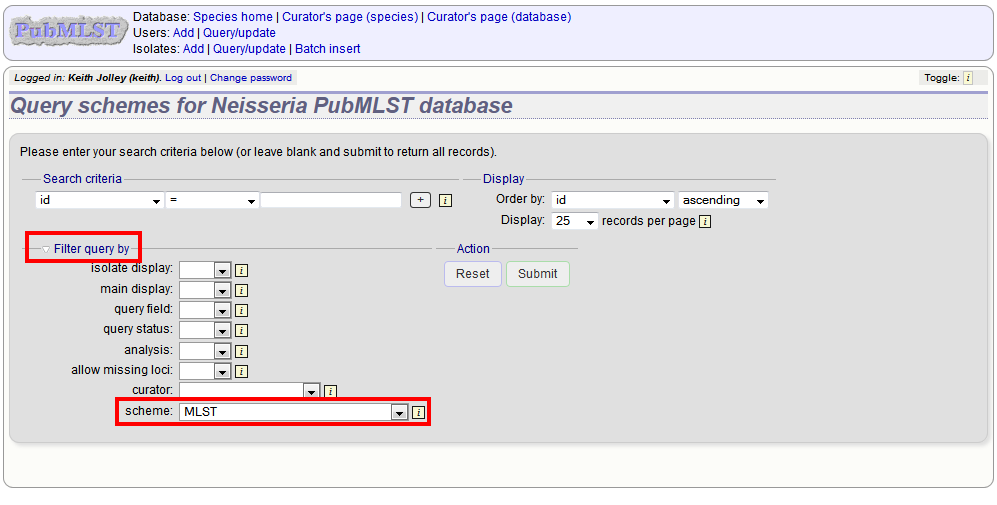 PubMLST
Database: Species home | Curator's page (species) | Curator's page (database)
Users: Add | Query/update
Isolates: Add | Query/update | Batch insert
Logged in: Keith Jolley (keith). Log out | Change password
Toggle: i
Query schemes for Neisseria PubMLST database
Please enter your search criteria below (or leave blank and submit to return all records).
Search criteria
id = + i
Display
Order by: id ascending
Display: 25 records per page i
Filter query by
isolate display: i
main display: i
query field: i
query status: i
analysis: i
allow missing loci: i
curator: i
scheme: MLST i
Action
Reset Submit